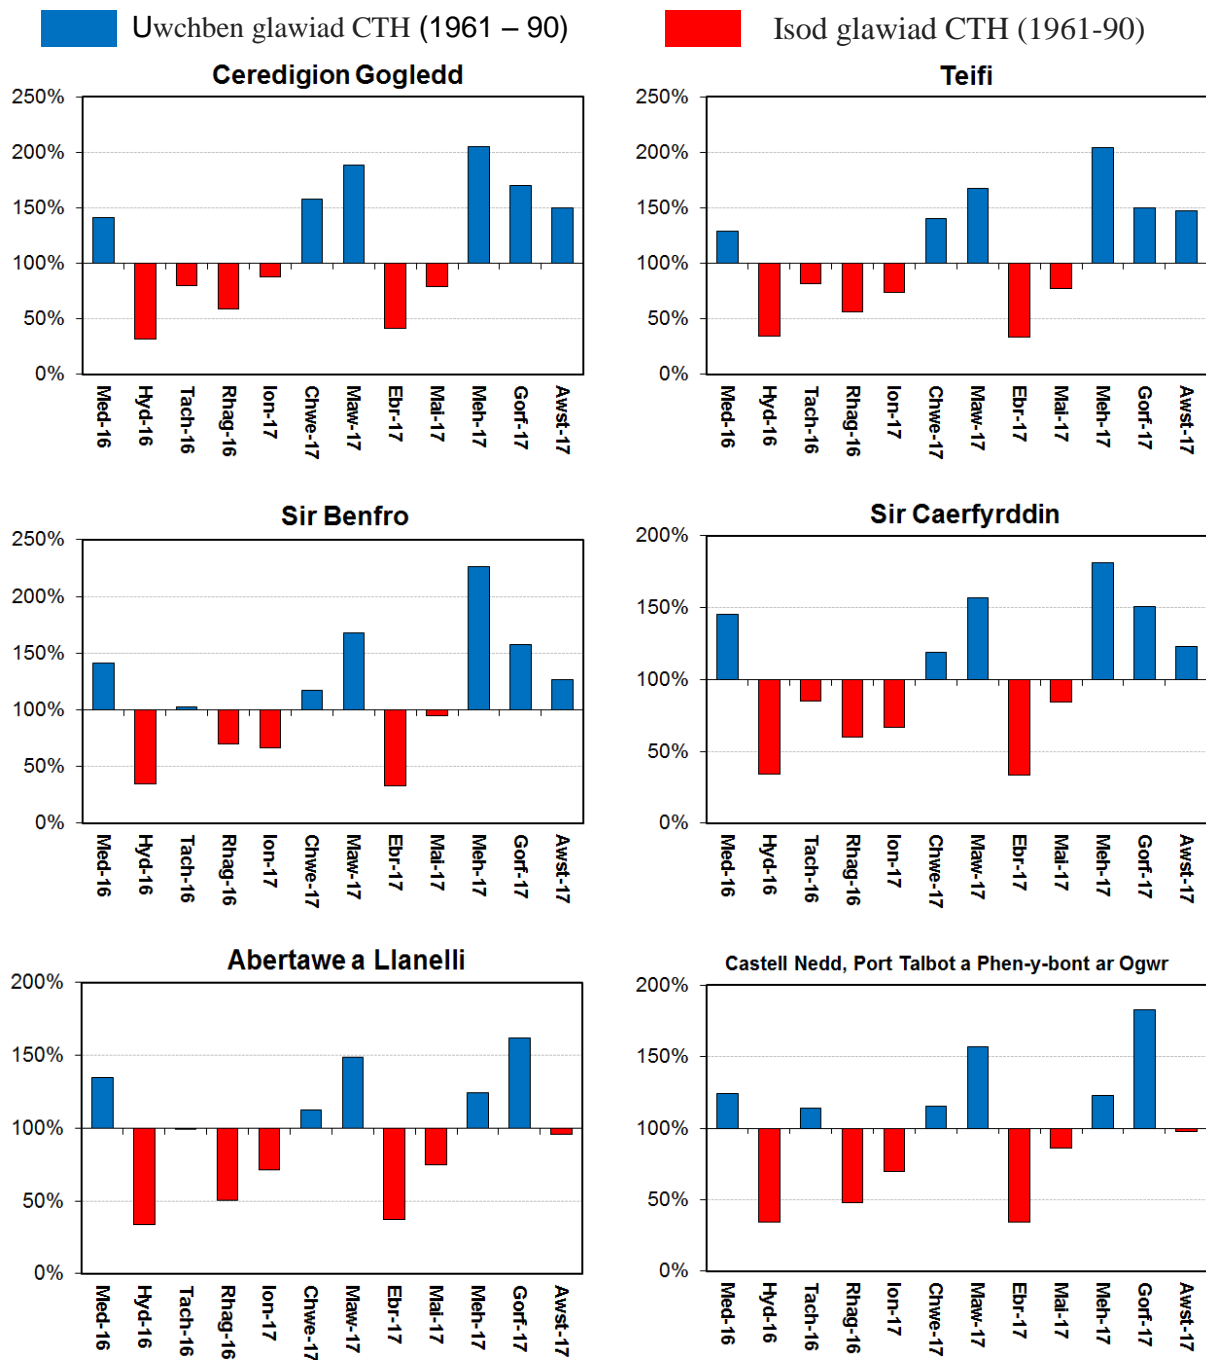 Uwchben glawiad CTH (1961 – 90)
Isod glawiad CTH (1961-90)
Ceredigion Gogledd
250%
200%
150%
100%
50%
0%
Med-16
Hyd-16
Tach-16
Rhag-16
Ion-17
Chwe-17
Maw-17
Ebr-17
Mai-17
Meh-17
Gorf-17
Awst-17
Teifi
250%
200%
150%
100%
50%
0%
Med-16
Hyd-16
Tach-16
Rhag-16
Ion-17
Chwe-17
Maw-17
Ebr-17
Mai-17
Meh-17
Gorf-17
Awst-17
Sir Benfro
250%
200%
150%
100%
50%
0%
Med-16
Hyd-16
Tach-16
Rhag-16
Ion-17
Chwe-17
Maw-17
Ebr-17
Mai-17
Meh-17
Gorf-17
Awst-17
Sir Caerfyrddin
200%
150%
100%
50%
0%
Med-16
Hyd-16
Tach-16
Rhag-16
Ion-17
Chwe-17
Maw-17
Ebr-17
Mai-17
Meh-17
Gorf-17
Awst-17
Abertawe a Llanelli
200%
150%
100%
50%
0%
Med-16
Hyd-16
Tach-16
Rhag-16
Ion-17
Chwe-17
Maw-17
Ebr-17
Mai-17
Meh-17
Gorf-17
Awst-17
Castell Nedd, Port Talbot a Phen-y-bont ar Ogwr
200%
150%
100%
50%
0%
Med-16
Hyd-16
Tach-16
Rhag-16
Ion-17
Chwe-17
Maw-17
Ebr-17
Mai-17
Meh-17
Gorf-17
Awst-17